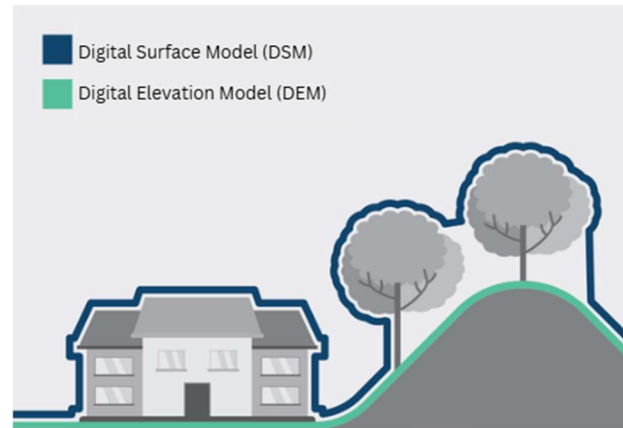 Digital Surface Model (DSM)
Digital Elevation Model (DEM)